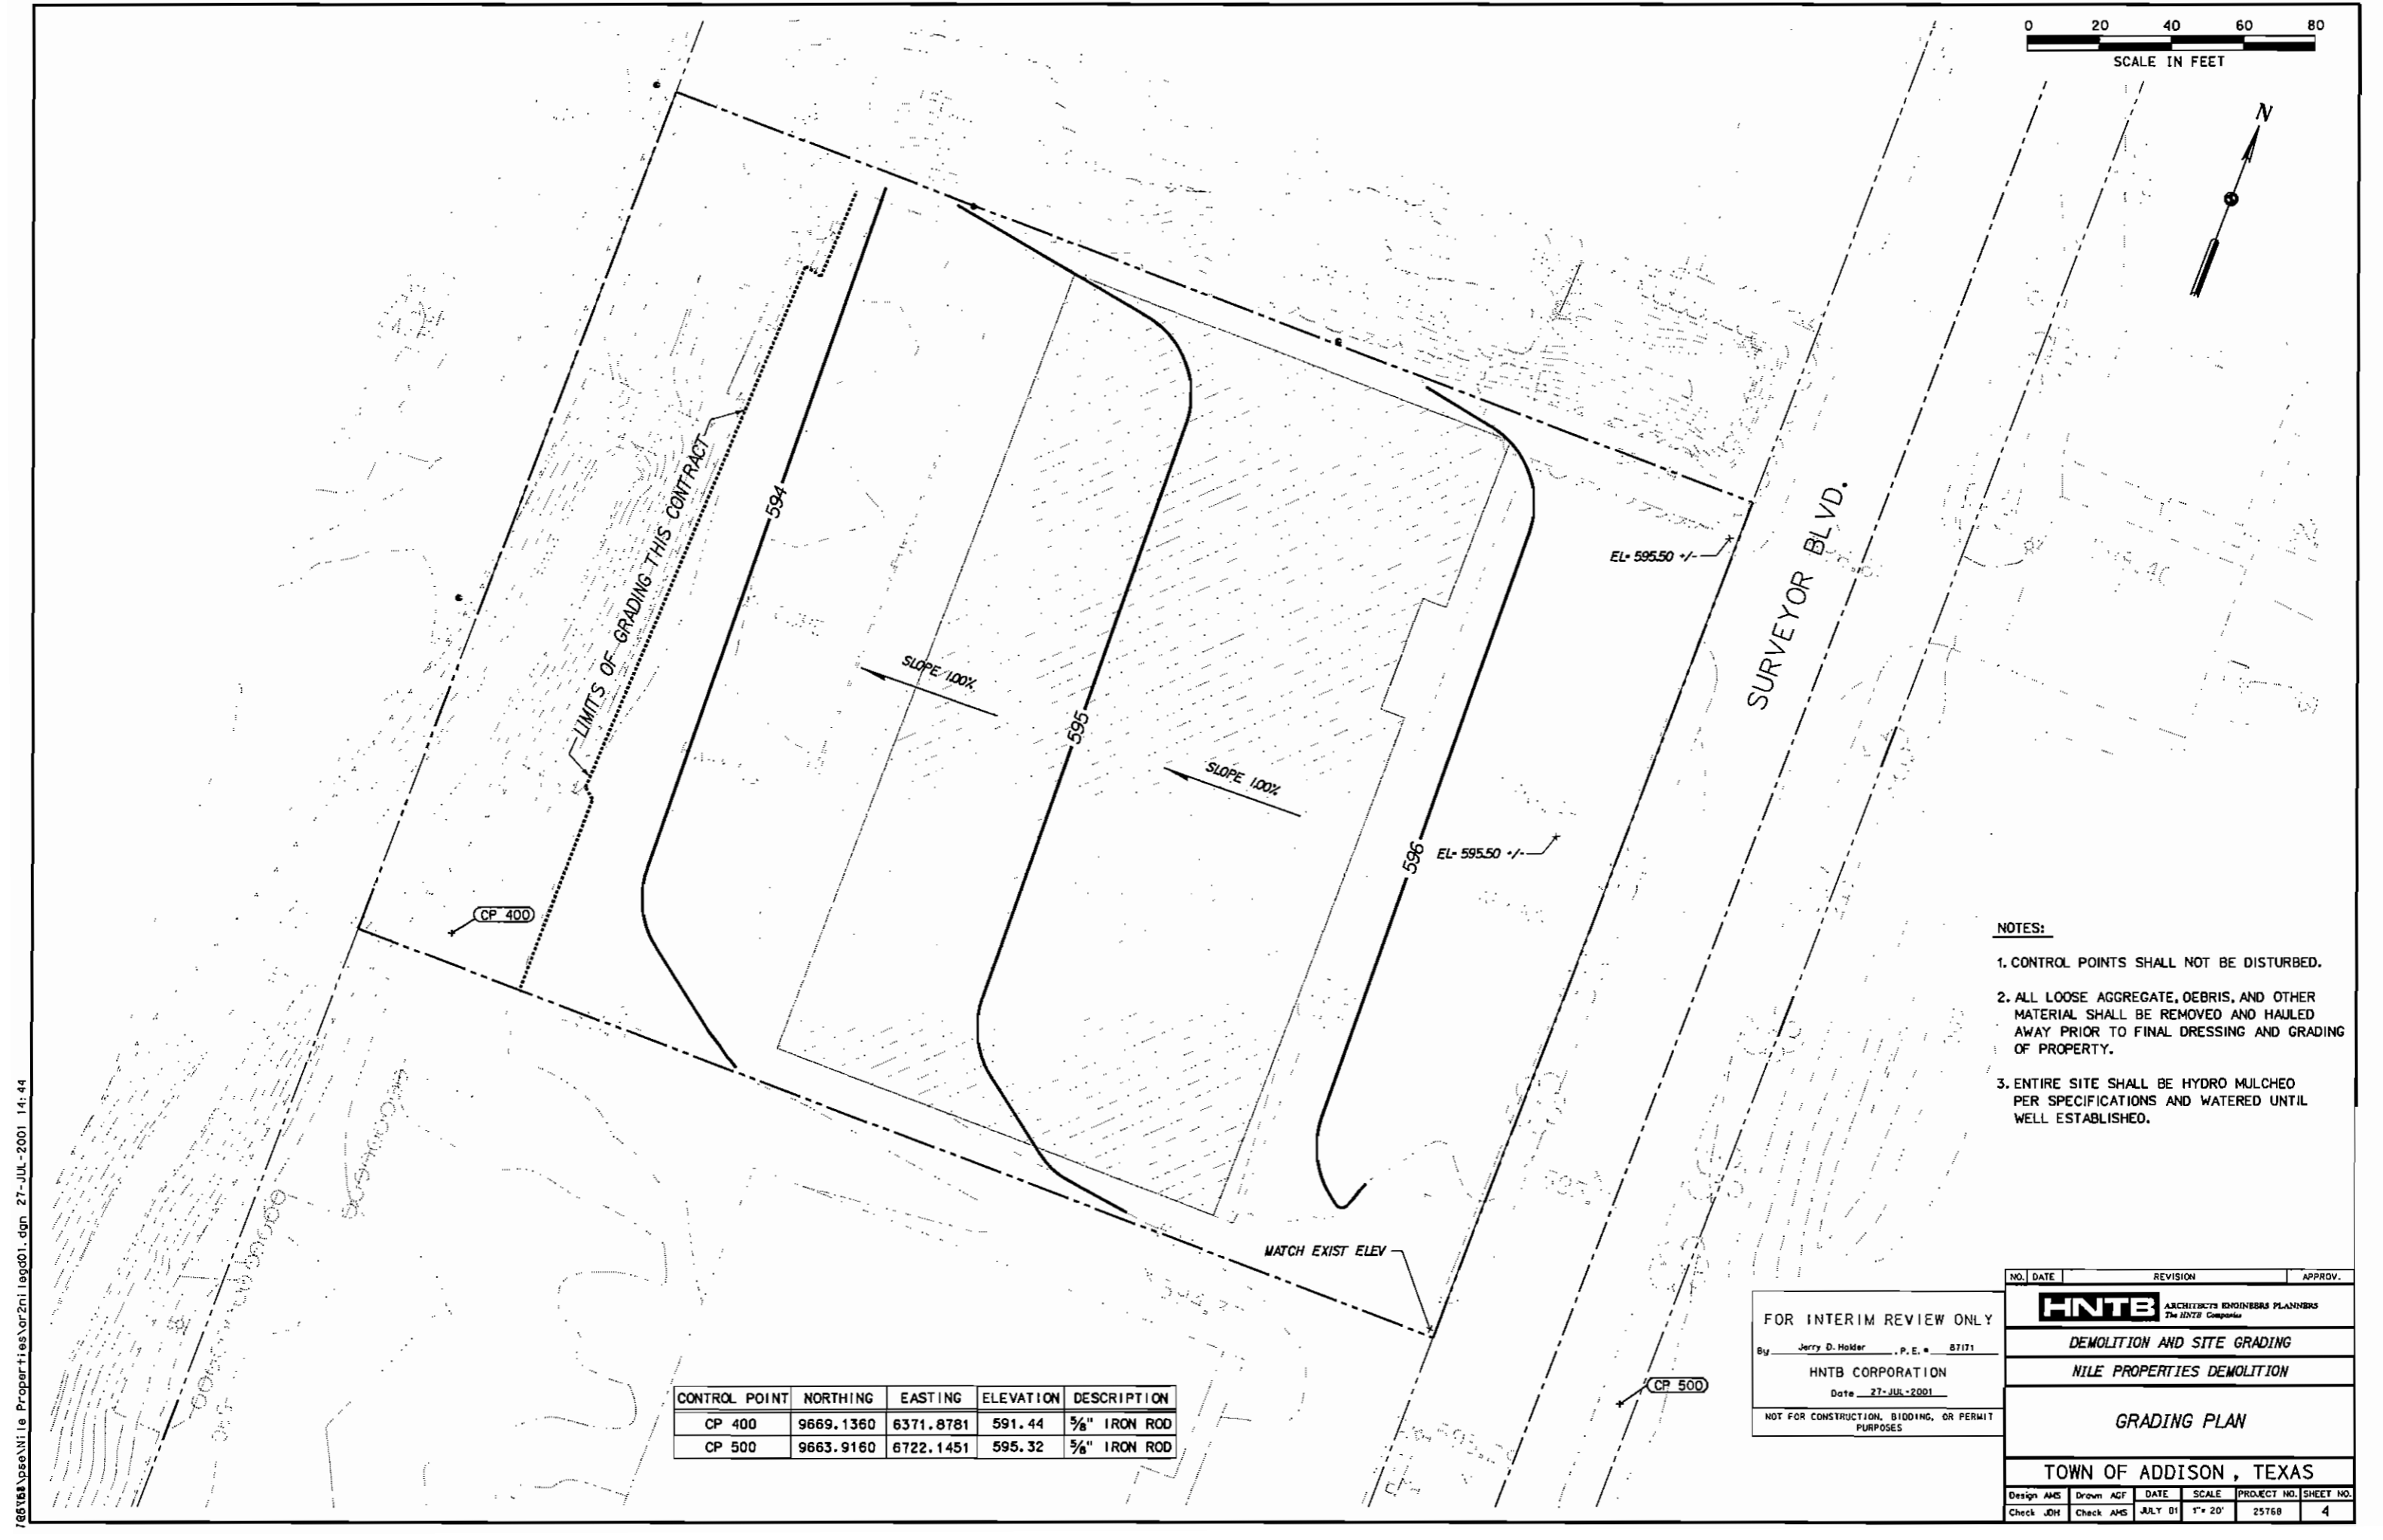 0 20 40 60 80
SCALE IN FEET
N
594
LIMITS OF GRADING THIS CONTRACT
SURVEYOR BLVD.
EL= 595.50 +/-
SLOPE 1.00%
595
SLOPE 1.00%
596
EL= 595.50 +/-
CP 400
NOTES:
1. CONTROL POINTS SHALL NOT BE DISTURBED.
2. ALL LOOSE AGGREGATE, OEBRIS, AND OTHER
MATERIAL SHALL BE REMOVED AND HAULED
AWAY PRIOR TO FINAL DRESSING AND GRADING
OF PROPERTY.
3. ENTIRE SITE SHALL BE HYDRO MULCHEO
PER SPECIFICATIONS AND WATERED UNTIL
WELL ESTABLISHED.
MATCH EXIST ELEV
CP 500
CONTROL POINT NORTHING EASTING ELEVATION DESCRIPTION
CP 400 9669.1360 6371.8781 591.44 5/8" IRON ROD
CP 500 9663.9160 6722.1451 595.32 5/8" IRON ROD
FOR INTERIM REVIEW ONLY
By Jerry D. Holder , P.E. # 87171
HNTB CORPORATION
Date 27-JUL-2001
NOT FOR CONSTRUCTION, BIDDING, OR PERMIT
PURPOSES
NO. DATE REVISION APPROV.
HNTB ARCHITECTS ENGINEERS PLANNERS
The HNTB Companies
DEMOLITION AND SITE GRADING
NILE PROPERTIES DEMOLITION
GRADING PLAN
TOWN OF ADDISON, TEXAS
Design AMS Drawn AGF DATE SCALE PROJECT NO. SHEET NO.
Check JDH Check AMS JULY 01 1"= 20' 25768 4
27-JUL-2001 14:44